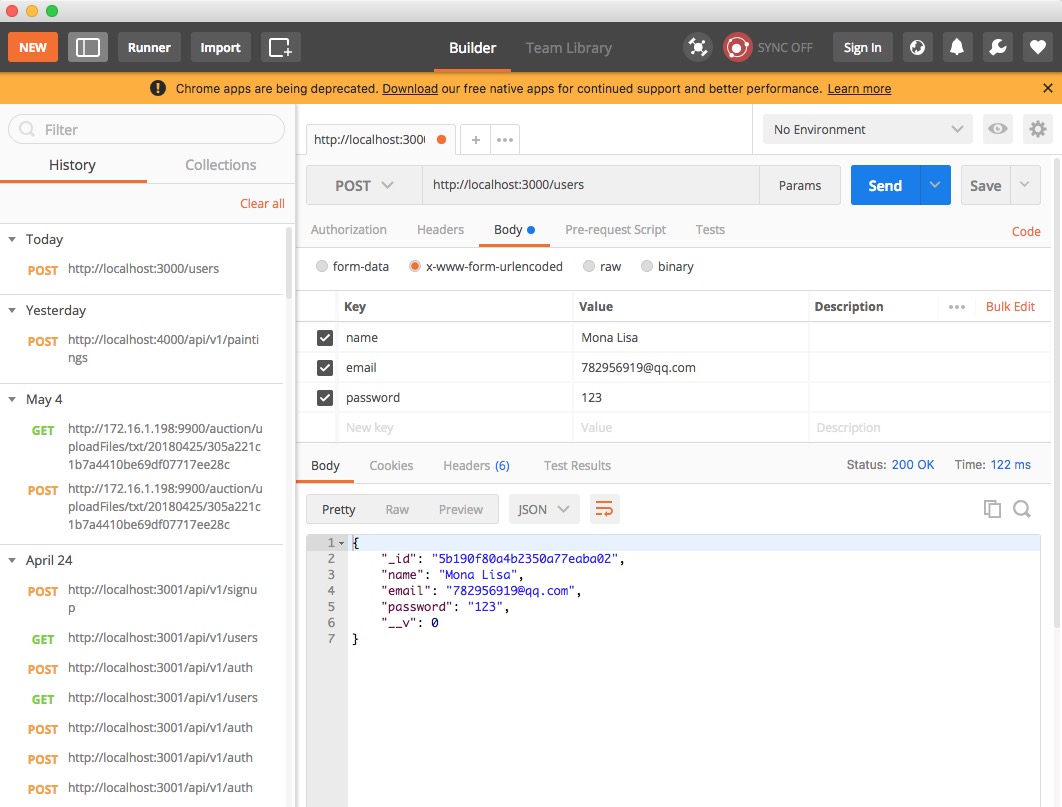 NEW Runner Import Builder Team Library SYNC OFF Sign In
Chrome apps are being deprecated. Download our free native apps for continued support and better performance. Learn more
Filter
History Collections
Clear all
Today
POST http://localhost:3000/users
Yesterday
POST http://localhost:4000/api/v1/painti
ngs
May 4
GET http://172.16.1.198:9900/auction/u
ploadFiles/txt/20180425/305a221c
1b7a4410be69df07717ee28c
POST http://172.16.1.198:9900/auction/u
ploadFiles/txt/20180425/305a221c
1b7a4410be69df07717ee28c
April 24
POST http://localhost:3001/api/v1/signu
p
GET http://localhost:3001/api/v1/users
POST http://localhost:3001/api/v1/auth
GET http://localhost:3001/api/v1/users
POST http://localhost:3001/api/v1/auth
POST http://localhost:3001/api/v1/auth
POST http://localhost:3001/api/v1/auth
http://localhost:300 No Environment
POST http://localhost:3000/users Params Send Save
Authorization Headers Body Pre-request Script Tests Code
form-data x-www-form-urlencoded raw binary
Key Value Description Bulk Edit
name Mona Lisa
email 782956919@qq.com
password 123
New key Value Description
Body Cookies Headers (6) Test Results Status: 200 OK Time: 122 ms
Pretty Raw Preview JSON
1 {
2 "_id": "5b190f80a4b2350a77eaba02",
3 "name": "Mona Lisa",
4 "email": "782956919@qq.com",
5 "password": "123",
6 "__v": 0
7 }